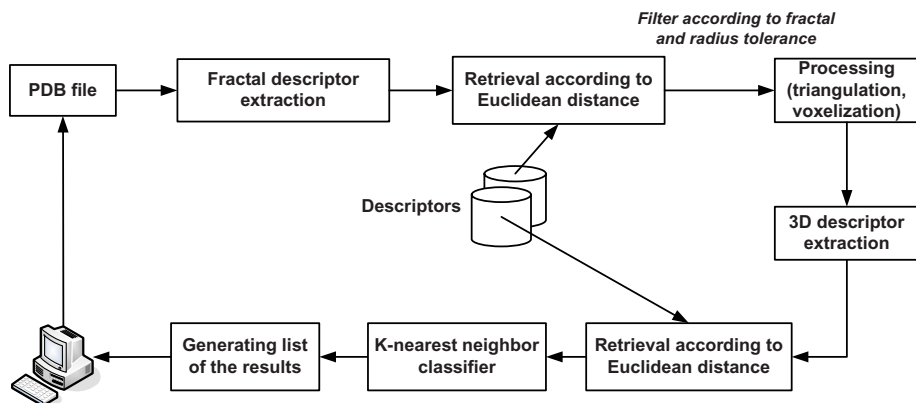 Filter according to fractal
and radius tolerance
PDB file
Fractal descriptor
extraction
Retrieval according to
Euclidean distance
Processing
(triangulation,
voxelization)
Descriptors
3D descriptor
extraction
Generating list
of the results
K-nearest neighbor
classifier
Retrieval according to
Euclidean distance